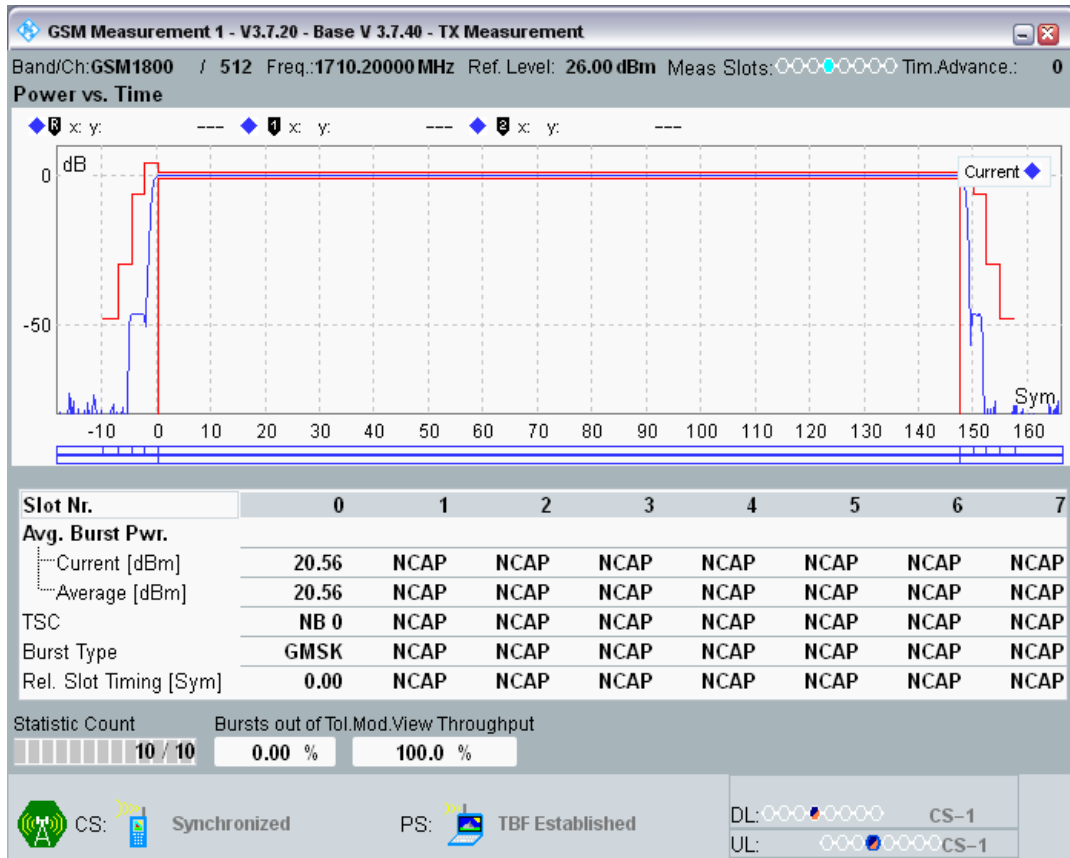 GSM Measurement 1 - V3.7.20 - Base V 3.7.40 - TX Measurement
Band/Ch:GSM1800 / 512 Freq.:1710.20000 MHz Ref. Level: 26.00 dBm Meas Slots: Tim.Advance.: 0
Power vs. Time
R x: y: --- 1 x: y: --- 2 x: y: ---
dB
Current
0
-50
Sym
-10 0 10 20 30 40 50 60 70 80 90 100 110 120 130 140 150 160
Slot Nr. 0 1 2 3 4 5 6 7
Avg. Burst Pwr.
Current [dBm] 20.56 NCAP NCAP NCAP NCAP NCAP NCAP NCAP
Average [dBm] 20.56 NCAP NCAP NCAP NCAP NCAP NCAP NCAP
TSC NB 0 NCAP NCAP NCAP NCAP NCAP NCAP NCAP
Burst Type GMSK NCAP NCAP NCAP NCAP NCAP NCAP NCAP
Rel. Slot Timing [Sym] 0.00 NCAP NCAP NCAP NCAP NCAP NCAP NCAP
Statistic Count Bursts out of Tol.Mod.View Throughput
10 / 10 0.00 % 100.0 %
CS: Synchronized PS: TBF Established
DL: CS-1
UL: CS-1